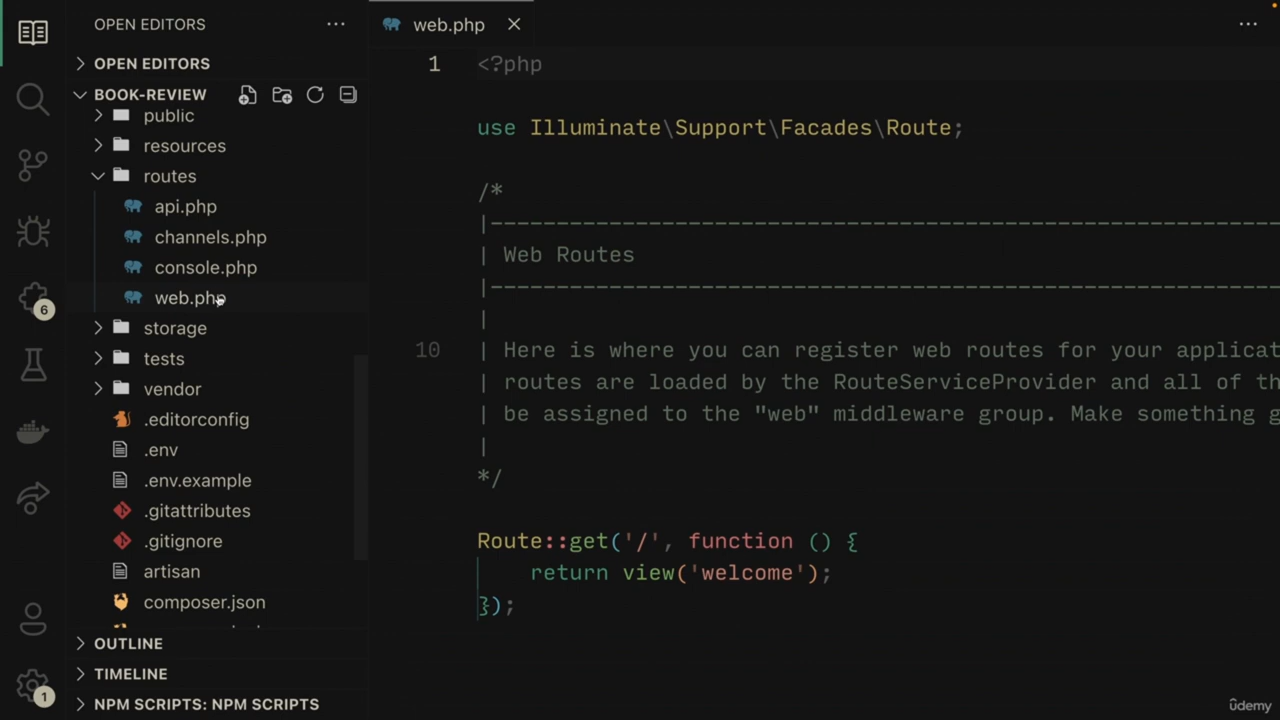 OPEN EDITORS
...
OPEN EDITORS
BOOK-REVIEW
public
resources
routes
api.php
channels.php
console.php
web.php
storage
tests
vendor
.editorconfig
.env
.env.example
.gitattributes
.gitignore
artisan
composer.json
OUTLINE
TIMELINE
NPM SCRIPTS: NPM SCRIPTS
6
1
web.php
...
1 <?php
use Illuminate\Support\Facades\Route;
/*
|---------------------------------------------
| Web Routes
|---------------------------------------------
|
10 | Here is where you can register web routes for your applicat
| routes are loaded by the RouteServiceProvider and all of th
| be assigned to the "web" middleware group. Make something g
|
*/
Route::get('/', function () {
return view('welcome');
});
ûdemy